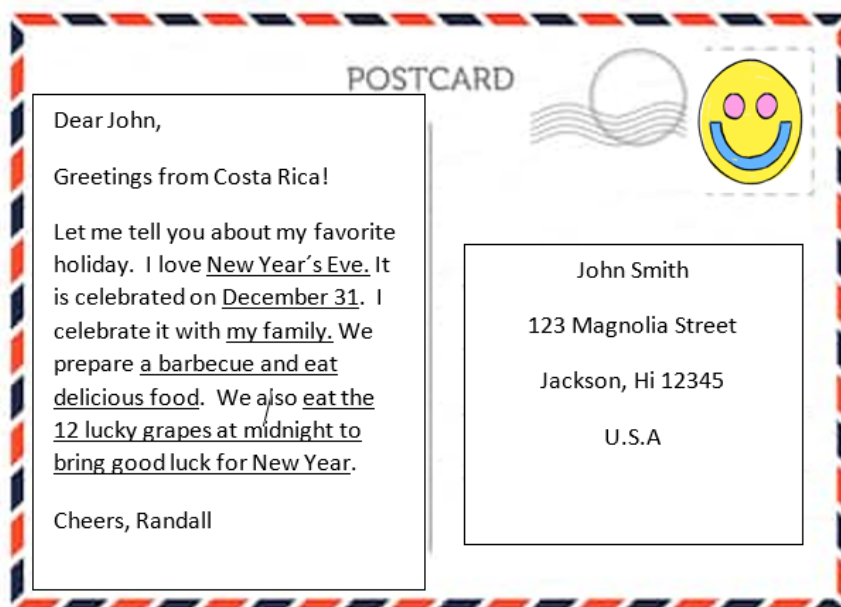 POSTCARD
Dear John,
Greetings from Costa Rica!
Let me tell you about my favorite
holiday.  I love New Year´s Eve. It
is celebrated on December 31.  I
celebrate it with my family. We
prepare a barbecue and eat
delicious food.  We also eat the
12 lucky grapes at midnight to
bring good luck for New Year.
Cheers, Randall
John Smith
123 Magnolia Street
Jackson, Hi 12345
U.S.A